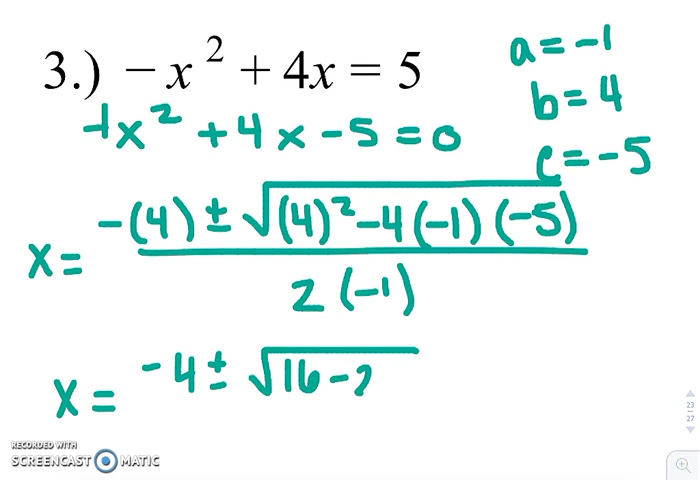 3.) −x² + 4x = 5
a = -1
-1x² + 4x - 5 = 0
b = 4
c = -5
x = -(4) ± √(4)² - 4(-1)(-5)
2(-1)
x = -4 ± √16 - 2
23
27
RECORDED WITH
SCREENCAST O MATIC